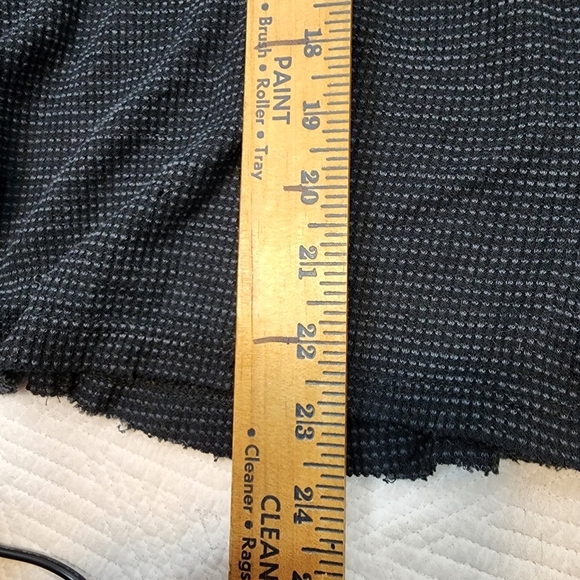 • Brush • Roller • Tray
PAINT
18 19 20 21 22 23 24
• Cleaner • Rags
CLEAN